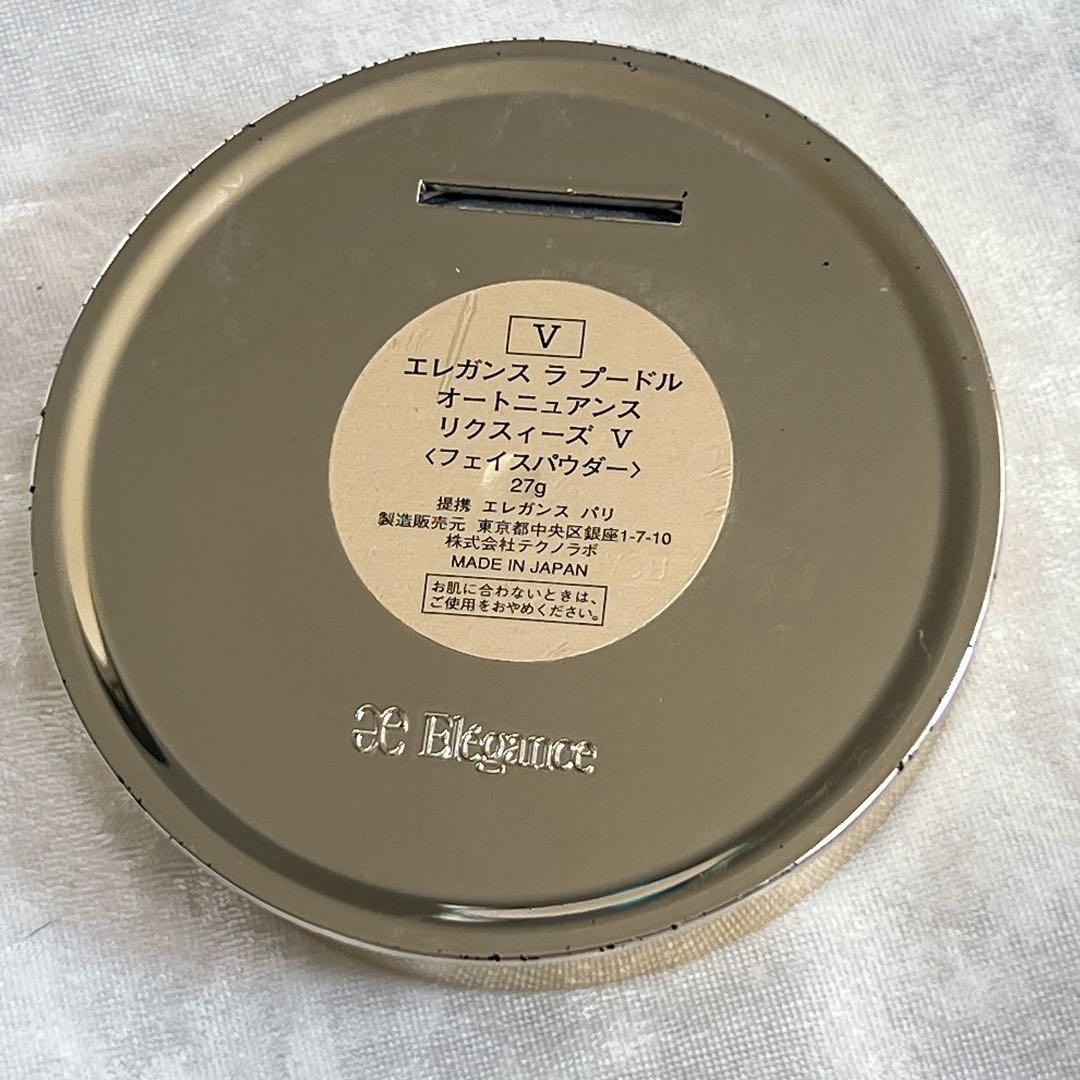 V
エレガンス ラ プードル
オートニュアンス
リクスィーズ V
〈フェイスパウダー〉
27g
提携 エレガンス パリ
製造販売元 東京都中央区銀座1-7-10
株式会社テクノラボ
MADE IN JAPAN
お肌に合わないときは、
ご使用をおやめください。
æ Elégance